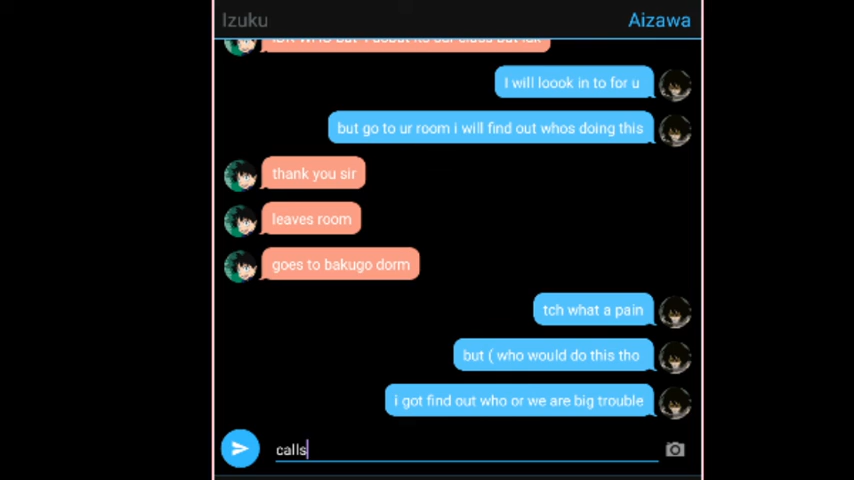 Izuku
Aizawa
I will loook in to for u
but go to ur room i will find out whos doing this
thank you sir
leaves room
goes to bakugo dorm
tch what a pain
but ( who would do this tho
i got find out who or we are big trouble
calls